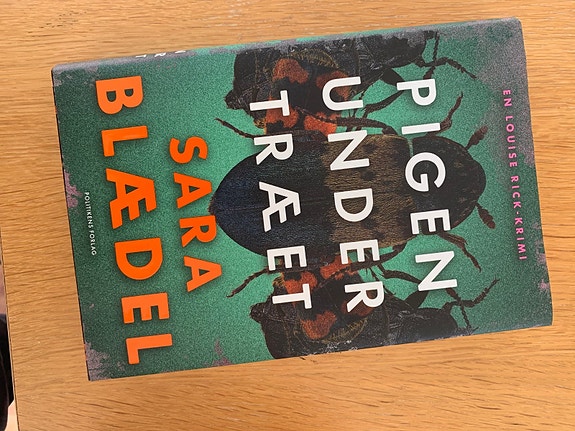 EN LOUISE RICK-KRIMI
PIGEN
UNDER
TRÆET
SARA
BLÆDEL
POLITIKENS FORLAG